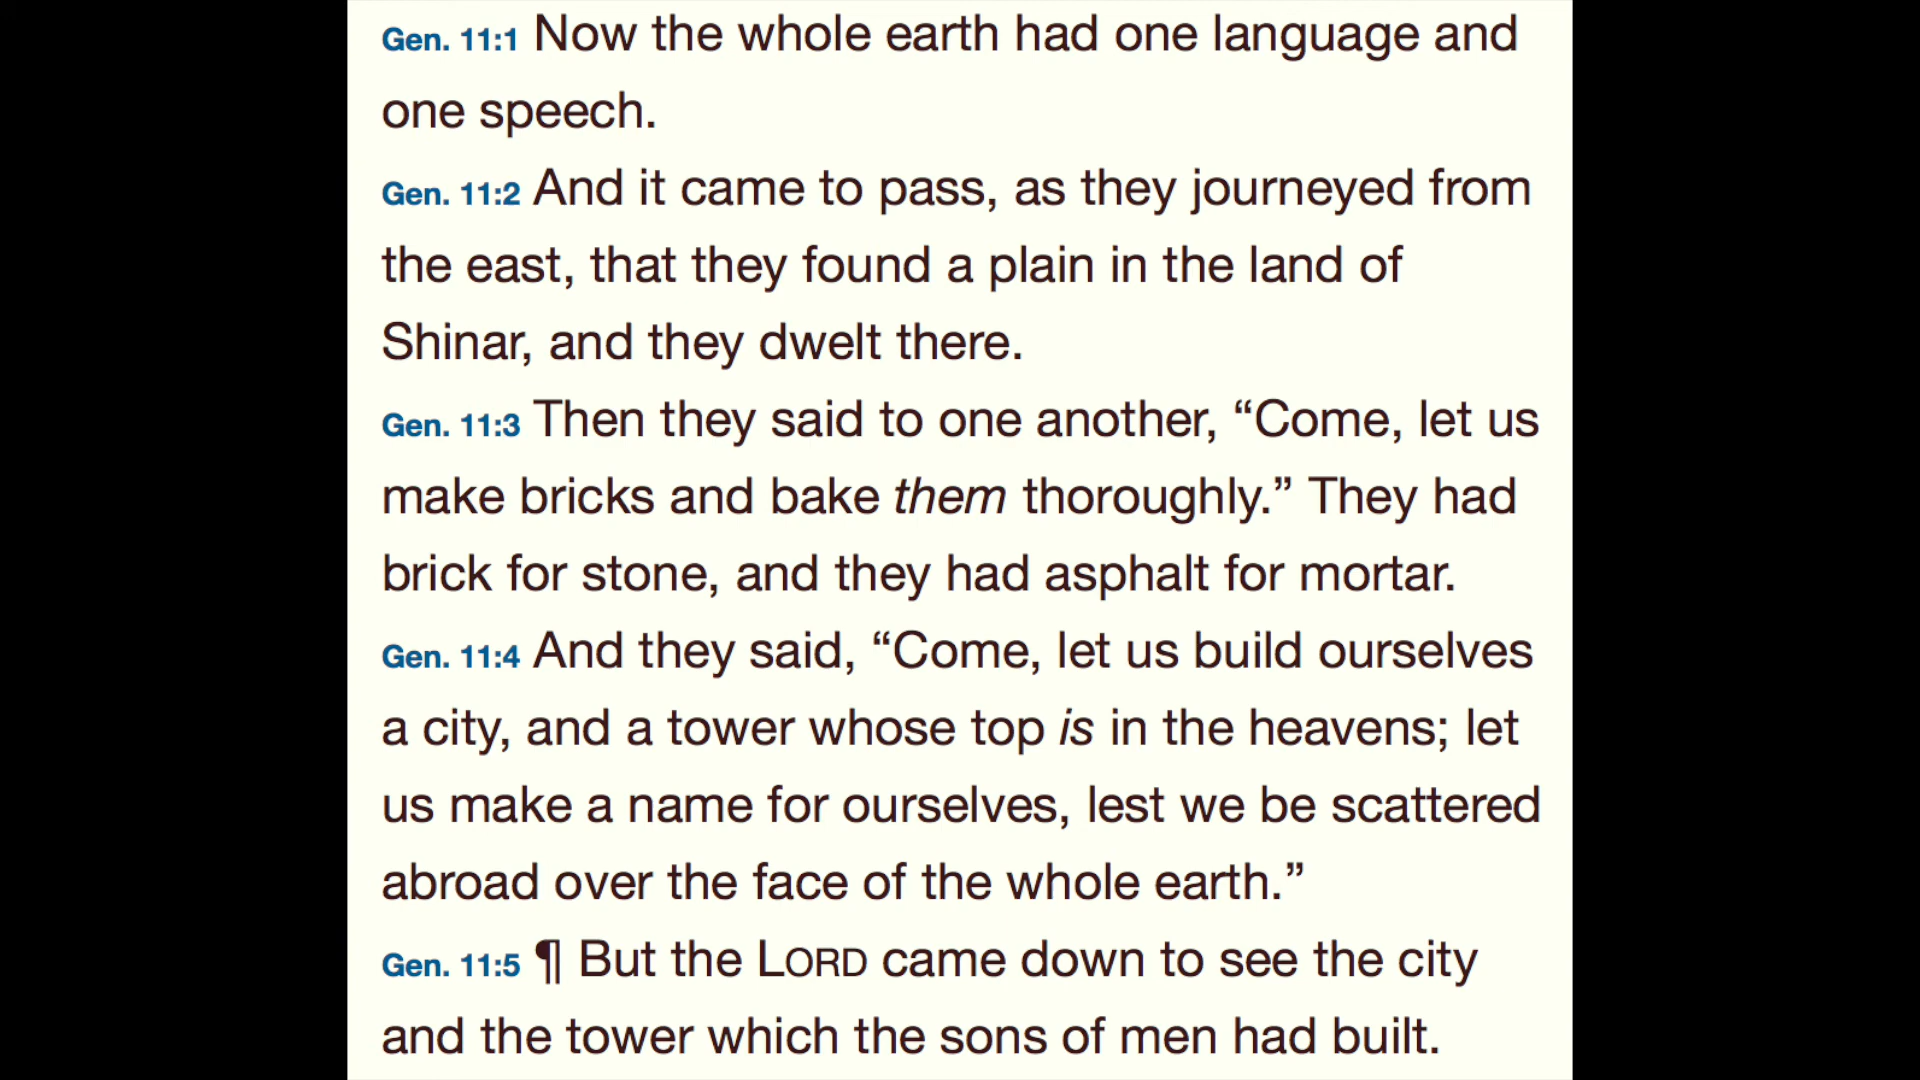 Gen. 11:1 Now the whole earth had one language and
one speech.
Gen. 11:2 And it came to pass, as they journeyed from
the east, that they found a plain in the land of
Shinar, and they dwelt there.
Gen. 11:3 Then they said to one another, “Come, let us
make bricks and bake them thoroughly.” They had
brick for stone, and they had asphalt for mortar.
Gen. 11:4 And they said, “Come, let us build ourselves
a city, and a tower whose top is in the heavens; let
us make a name for ourselves, lest we be scattered
abroad over the face of the whole earth.”
Gen. 11:5 ¶ But the LORD came down to see the city
and the tower which the sons of men had built.